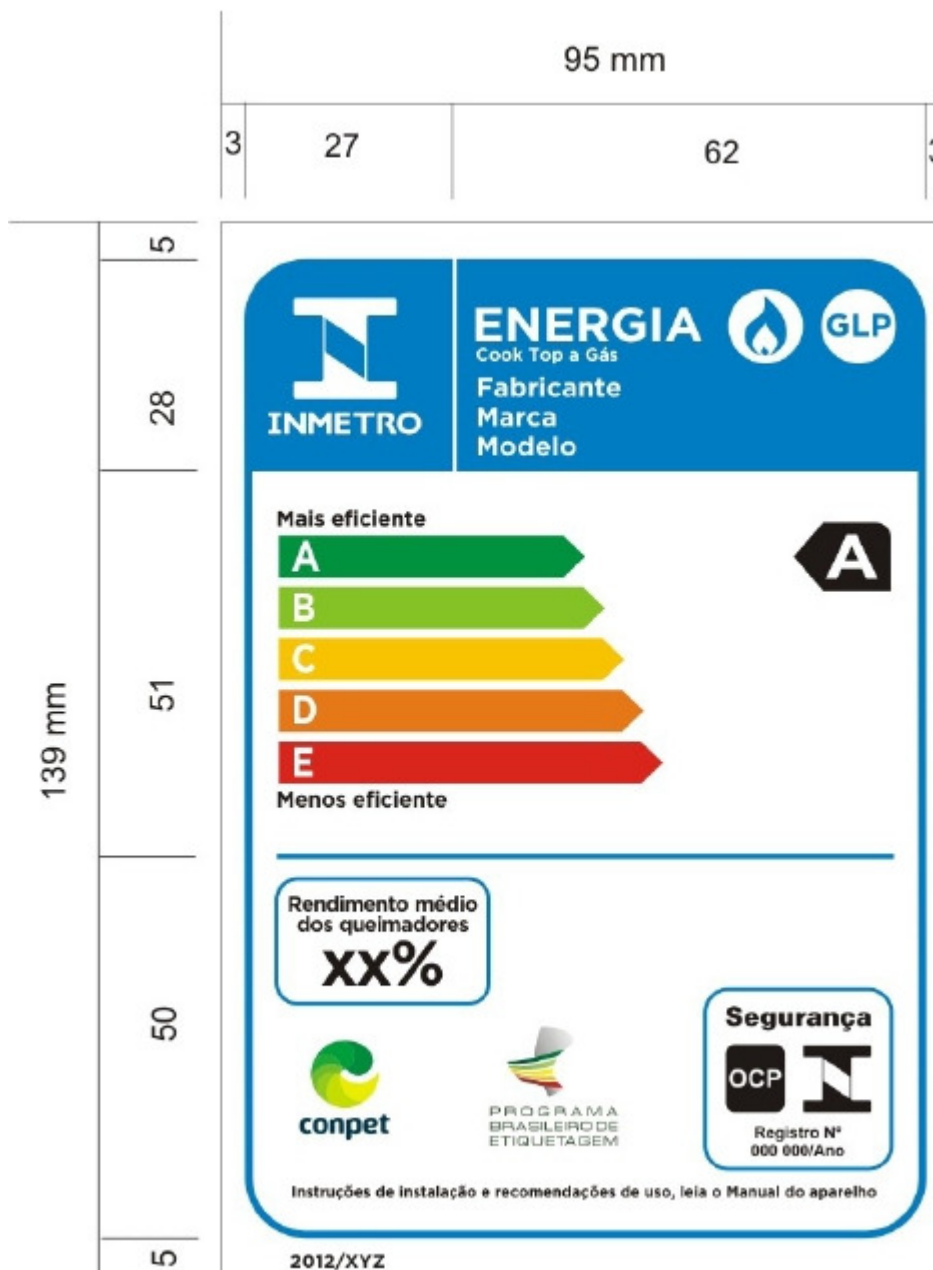 95 mm
3 27 62
5
28
51
139 mm
50
5
INMETRO
ENERGIA
GLP
Cook Top a Gás
Fabricante
Marca
Modelo
Mais eficiente
A
A
B
C
D
E
Menos eficiente
Rendimento médio
dos queimadores
XX%
conpet
PROGRAMA
BRASILEIRO DE
ETIQUETAGEM
Segurança
OCP
Registro Nº
000 000/Ano
Instruções de instalação e recomendações de uso, leia o Manual do aparelho
2012/XYZ